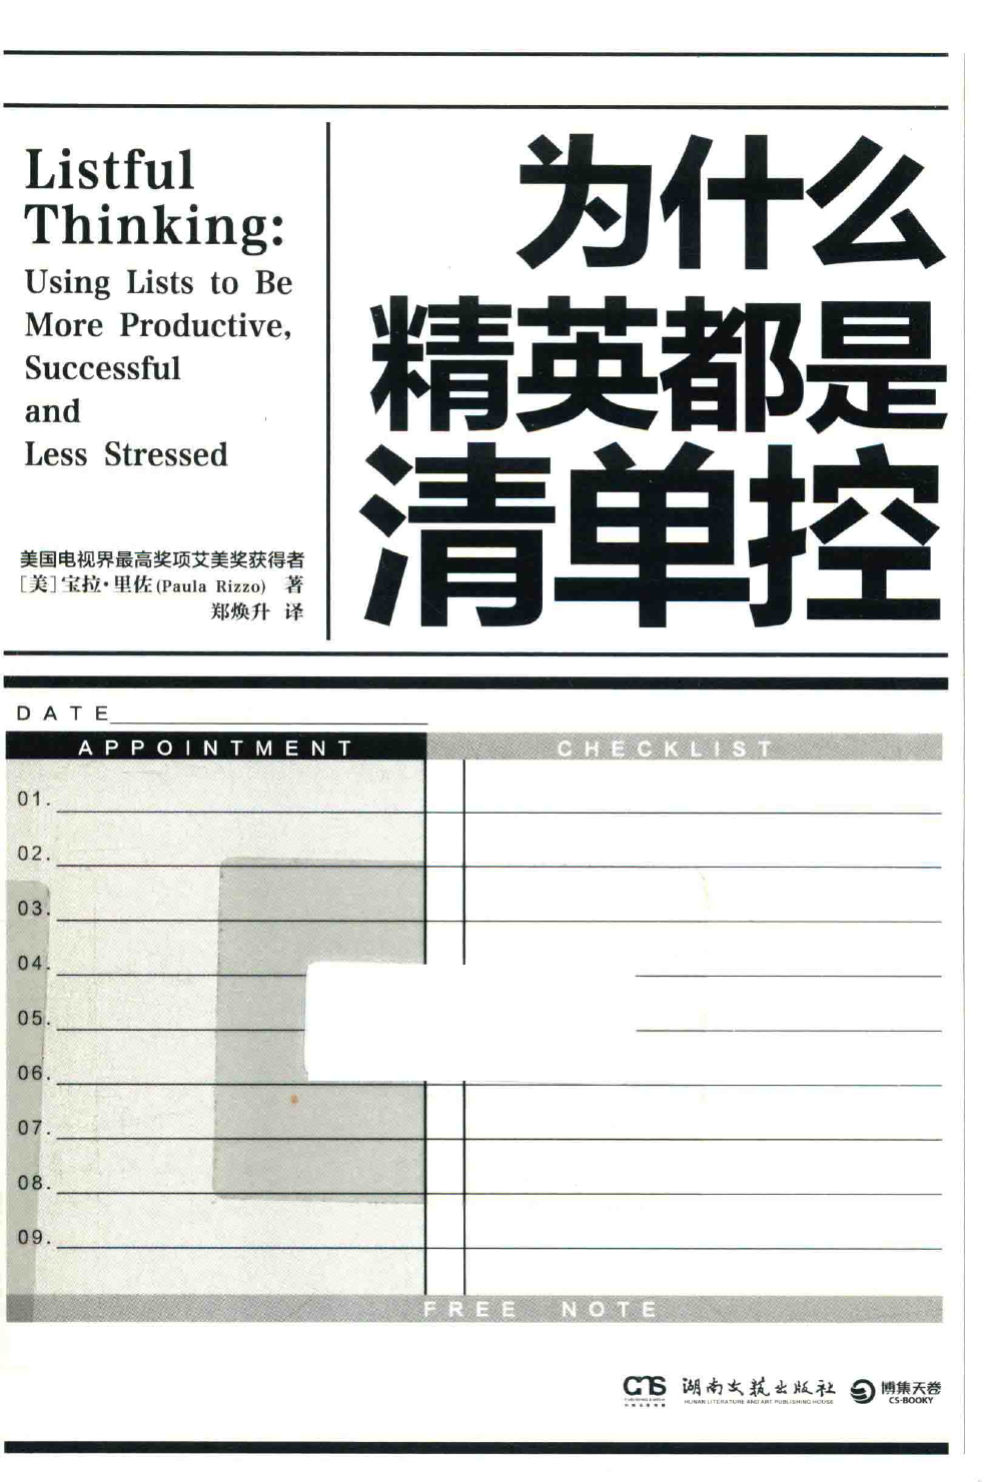 Listful
Thinking:
Using Lists to Be
More Productive,
Successful
and
Less Stressed
为什么
精英都是
清单控
美国电视界最高奖项艾美奖获得者
[美]宝拉·里佐(Paula Rizzo) 著
郑焕升 译
DATE
APPOINTMENT
CHECKLIST
01.
02.
03.
04.
05.
06.
07.
08.
09.
FREE NOTE
湖南文艺出版社
HUNAN LITERATURE AND ART PUBLISHING HOUSE
博集天卷
CS-BOOKY